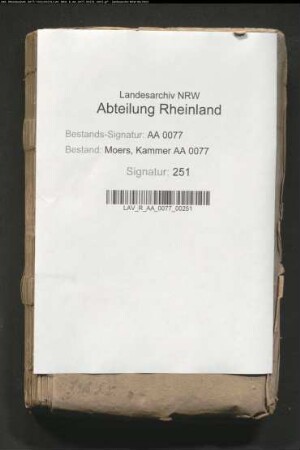 Landesarchiv NRW
Abteilung Rheinland
Bestands-Signatur: AA 0077
Bestand: Moers, Kammer AA 0077
Signatur: 251
LAV_R_AA_0077_00251